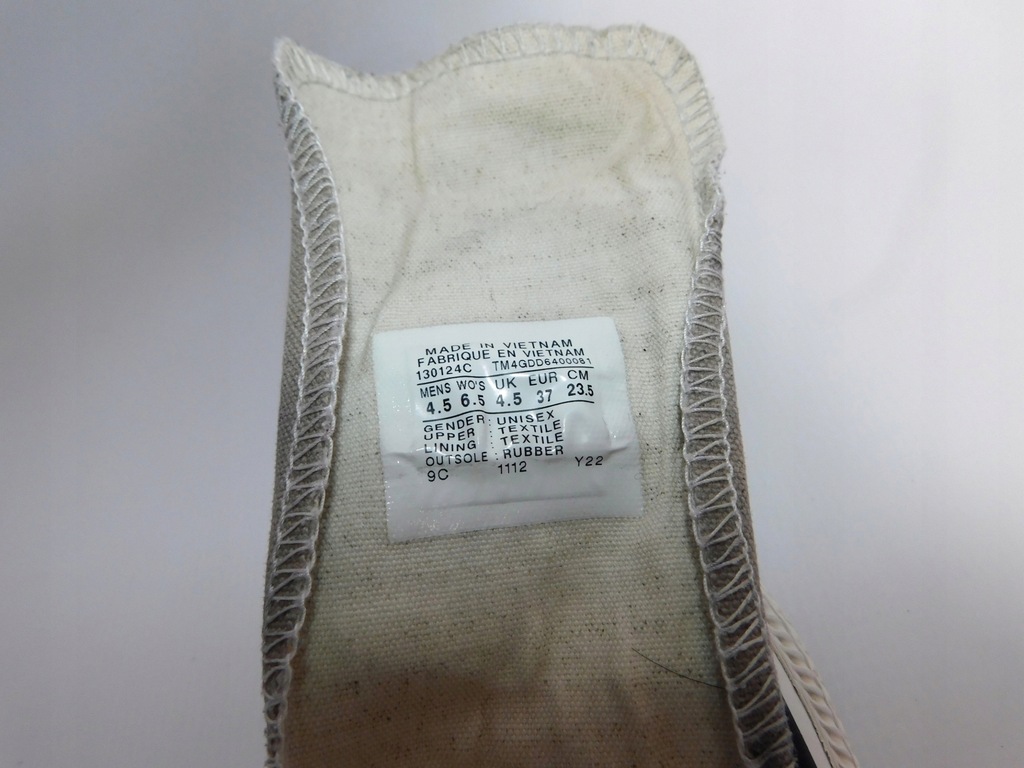 MADE IN VIETNAM
FABRIQUE EN VIETNAM
130124C TM4GDD6400081
MENS WO'S UK EUR CM
4.5 6.5 4.5 37 23.5
GENDER : UNISEX
UPPER : TEXTILE
LINING : TEXTILE
OUTSOLE : RUBBER
9C 1112 Y22